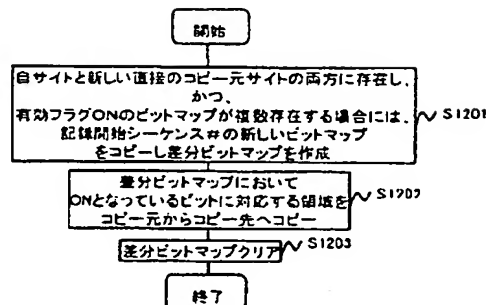 開始
自サイトと新しい直接のコピー元サイトの両方に存在し、
かつ、
有効フラグONのビットマップが複数存在する場合には、
記録開始シーケンス#の新しいビットマップ
をコピーし差分ビットマップを作成
S1201
差分ビットマップにおいて
ONとなっているビットに対応する領域を
コピー元からコピー先へコピー
S1202
差分ビットマップクリア
S1203
終了